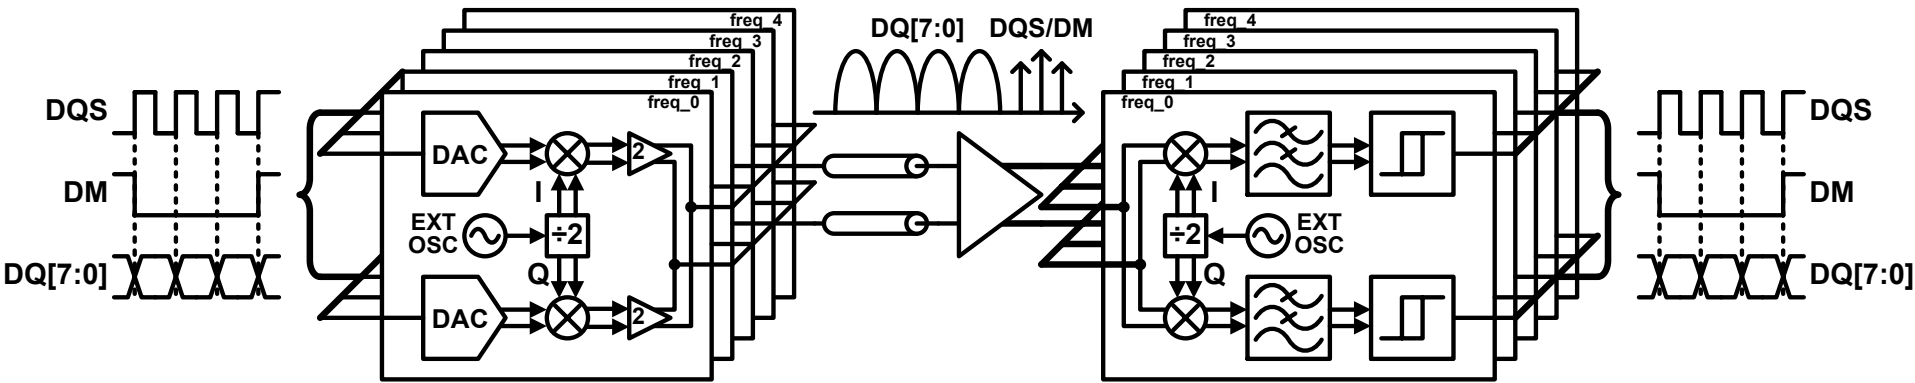 DQS
DM
DQ[7:0]
freq_4
freq_3
freq_2
freq_1
freq_0
DAC
2
I
EXT
OSC
÷2
Q
DAC
2
DQ[7:0] DQS/DM
freq_4
freq_3
freq_2
freq_1
freq_0
I
÷2
EXT
OSC
Q
DQS
DM
DQ[7:0]